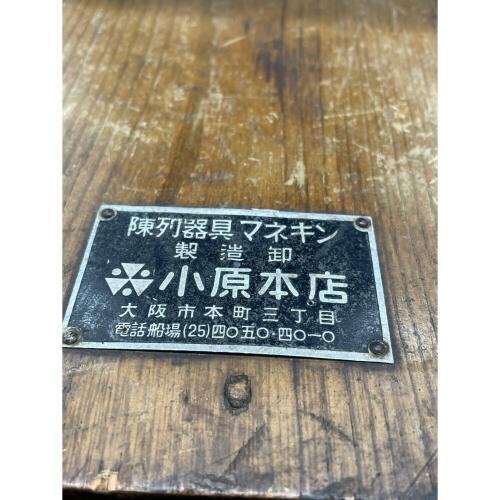 陳列器具マネキン
製造卸
小原本店
大阪市本町三丁目
電話船場(25)四〇五〇・四〇一〇